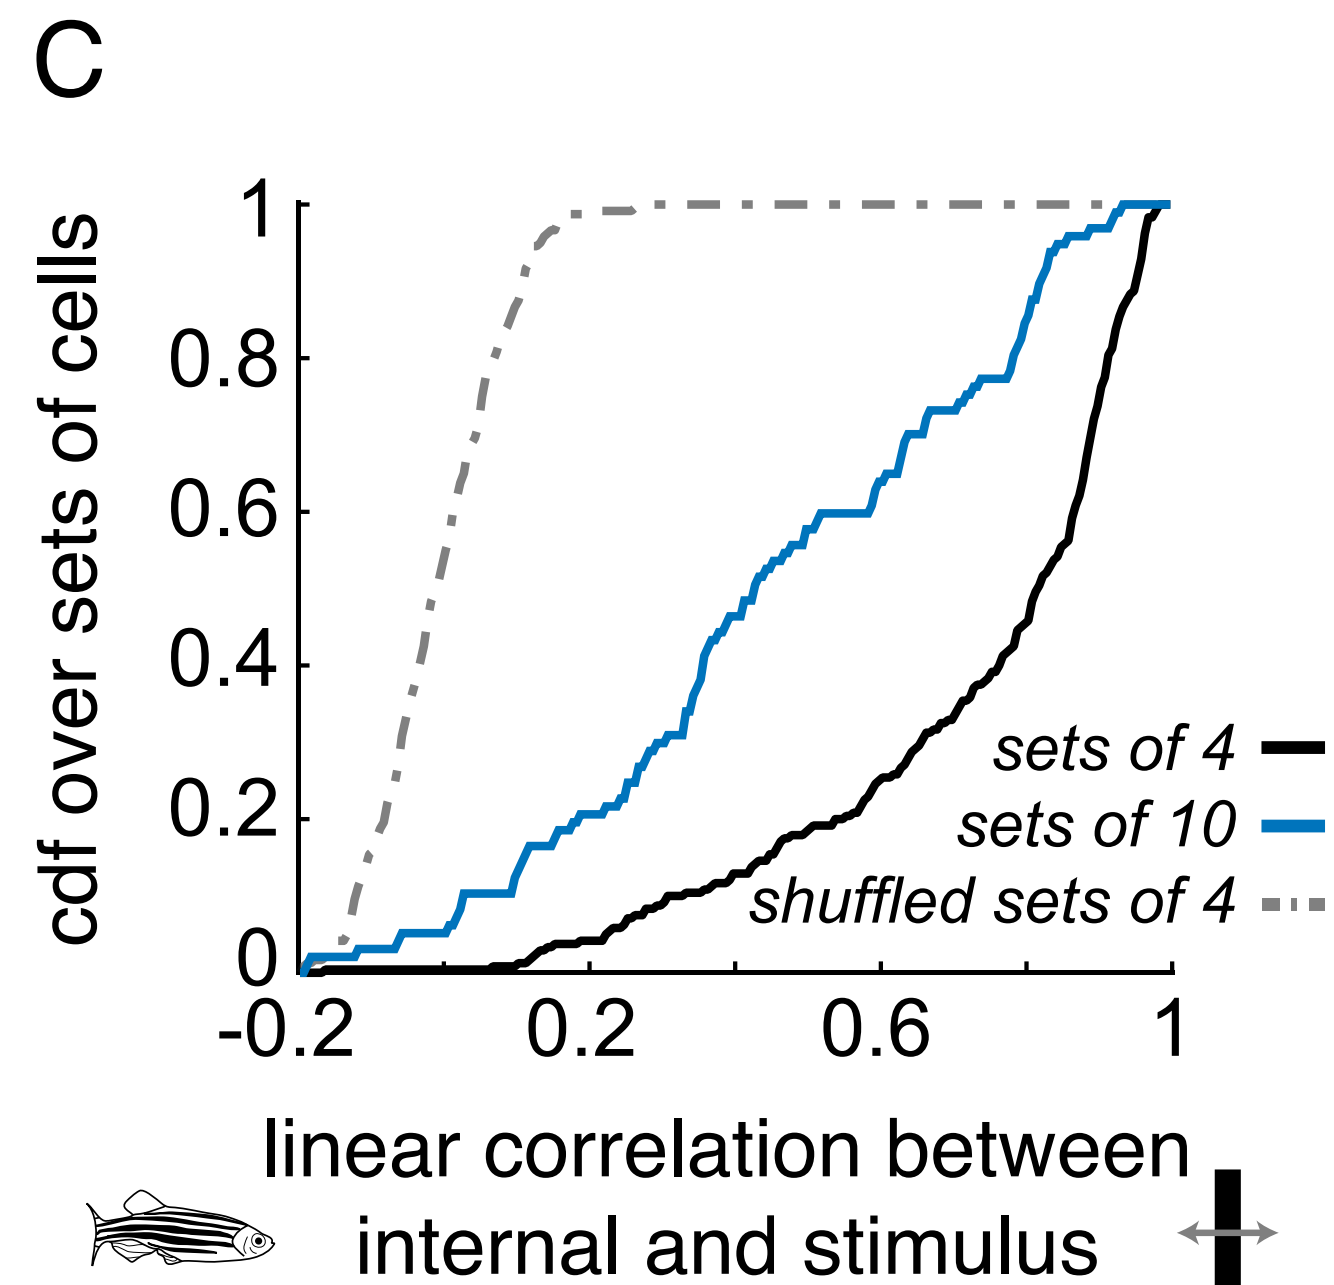 C
cdf over sets of cells
1
0.8
0.6
0.4
0.2
0
-0.2
0.2
0.6
1
sets of 4
sets of 10
shuffled sets of 4
linear correlation between
internal and stimulus